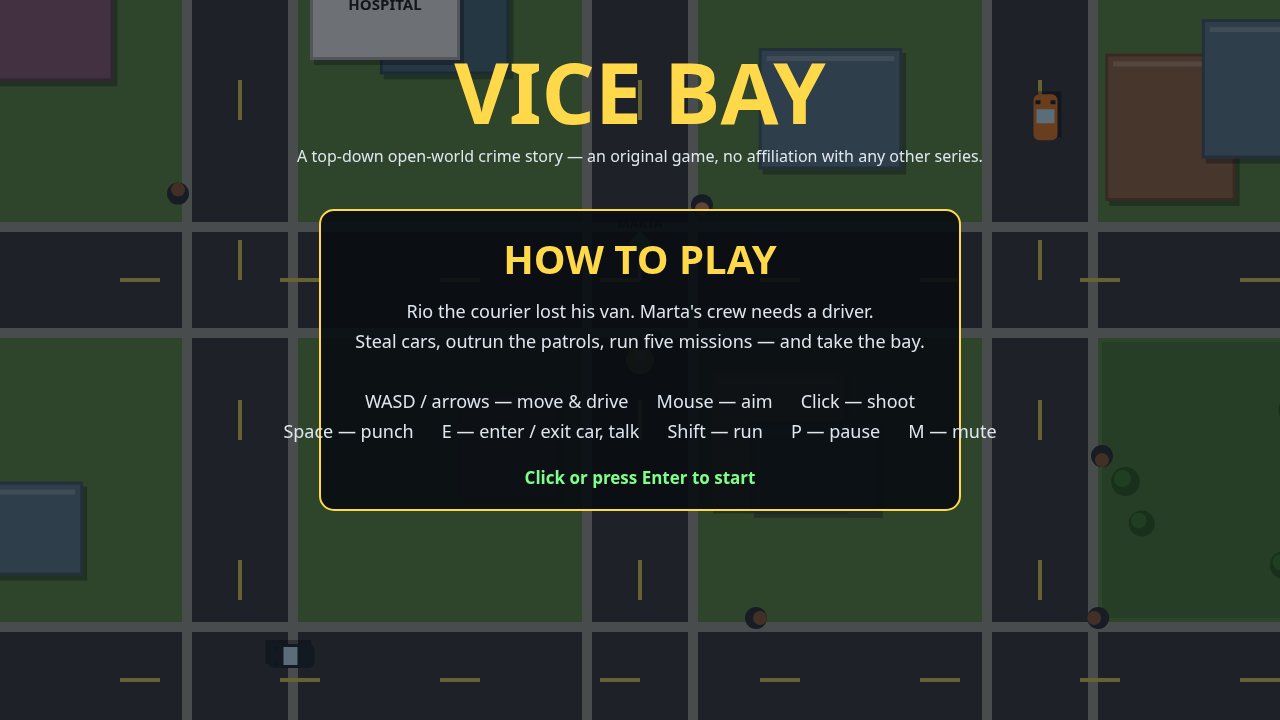 HOSPITAL
VICE BAY
A top-down open-world crime story — an original game, no affiliation with any other series.
HOW TO PLAY
Rio the courier lost his van. Marta's crew needs a driver.
Steal cars, outrun the patrols, run five missions — and take the bay.
WASD / arrows — move & drive Mouse — aim Click — shoot
Space — punch E — enter / exit car, talk Shift — run P — pause M — mute
Click or press Enter to start